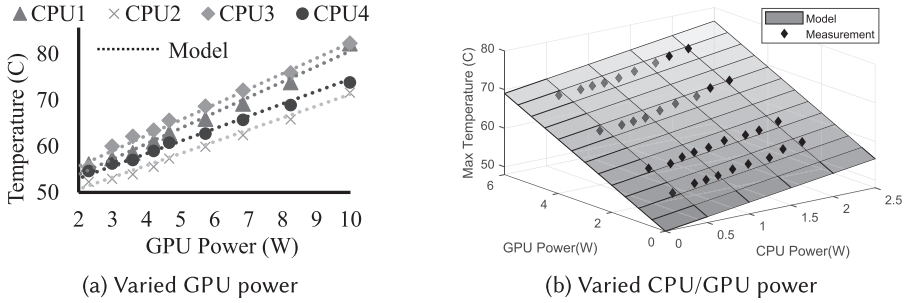 CPU1 CPU2 CPU3 CPU4
Model
Temperature (C)
80
70
60
50
2 3 4 5 6 7 8 9 10
GPU Power (W)
(a) Varied GPU power
Model
Measurement
Max Temperature (C)
80
70
60
50
6
4
2
0
GPU Power(W)
0
0.5
1
1.5
2
2.5
CPU Power(W)
(b) Varied CPU/GPU power